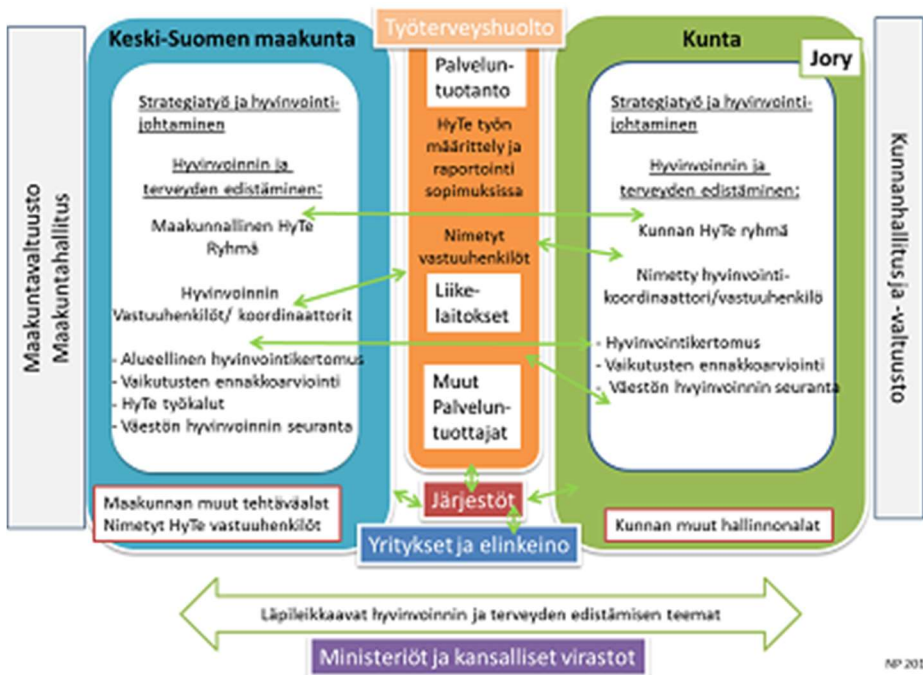 Maakuntavaltuusto
Maakuntahallitus
Keski-Suomen maakunta
Strategiatyö ja hyvinvointi-
johtaminen
Hyvinvoinnin ja
terveyden edistäminen:
Maakunnallinen HyTe
Ryhmä
Hyvinvoinnin
Vastuuhenkilöt/ koordinaattorit
- Alueellinen hyvinvointikertomus
- Vaikutusten ennakkoarviointi
- HyTe työkalut
- Väestön hyvinvoinnin seuranta
Maakunnan muut tehtäväalat
Nimetyt HyTe vastuuhenkilöt
Työterveyshuolto
Palvelun-
tuotanto
HyTe työn
määrittely ja
raportointi
sopimuksissa
Nimetyt
vastuuhenkilöt
Liike-
laitokset
Muut
Palvelun-
tuottajat
Järjestöt
Yritykset ja elinkeino
Kunta
Jory
Strategiatyö ja hyvinvointi-
johtaminen
Hyvinvoinnin ja
terveyden edistäminen:
Kunnan HyTe ryhmä
Nimetty hyvinvointi-
koordinaattori/vastuuhenkilö
- Hyvinvointikertomus
- Vaikutusten ennakkoarviointi
- Väestön hyvinvoinnin seuranta
Kunnan muut hallinnonalat
Kunnanhallitus ja -valtuusto
Läpileikkaavat hyvinvoinnin ja terveyden edistämisen teemat
Ministeriöt ja kansalliset virastot
NP 201